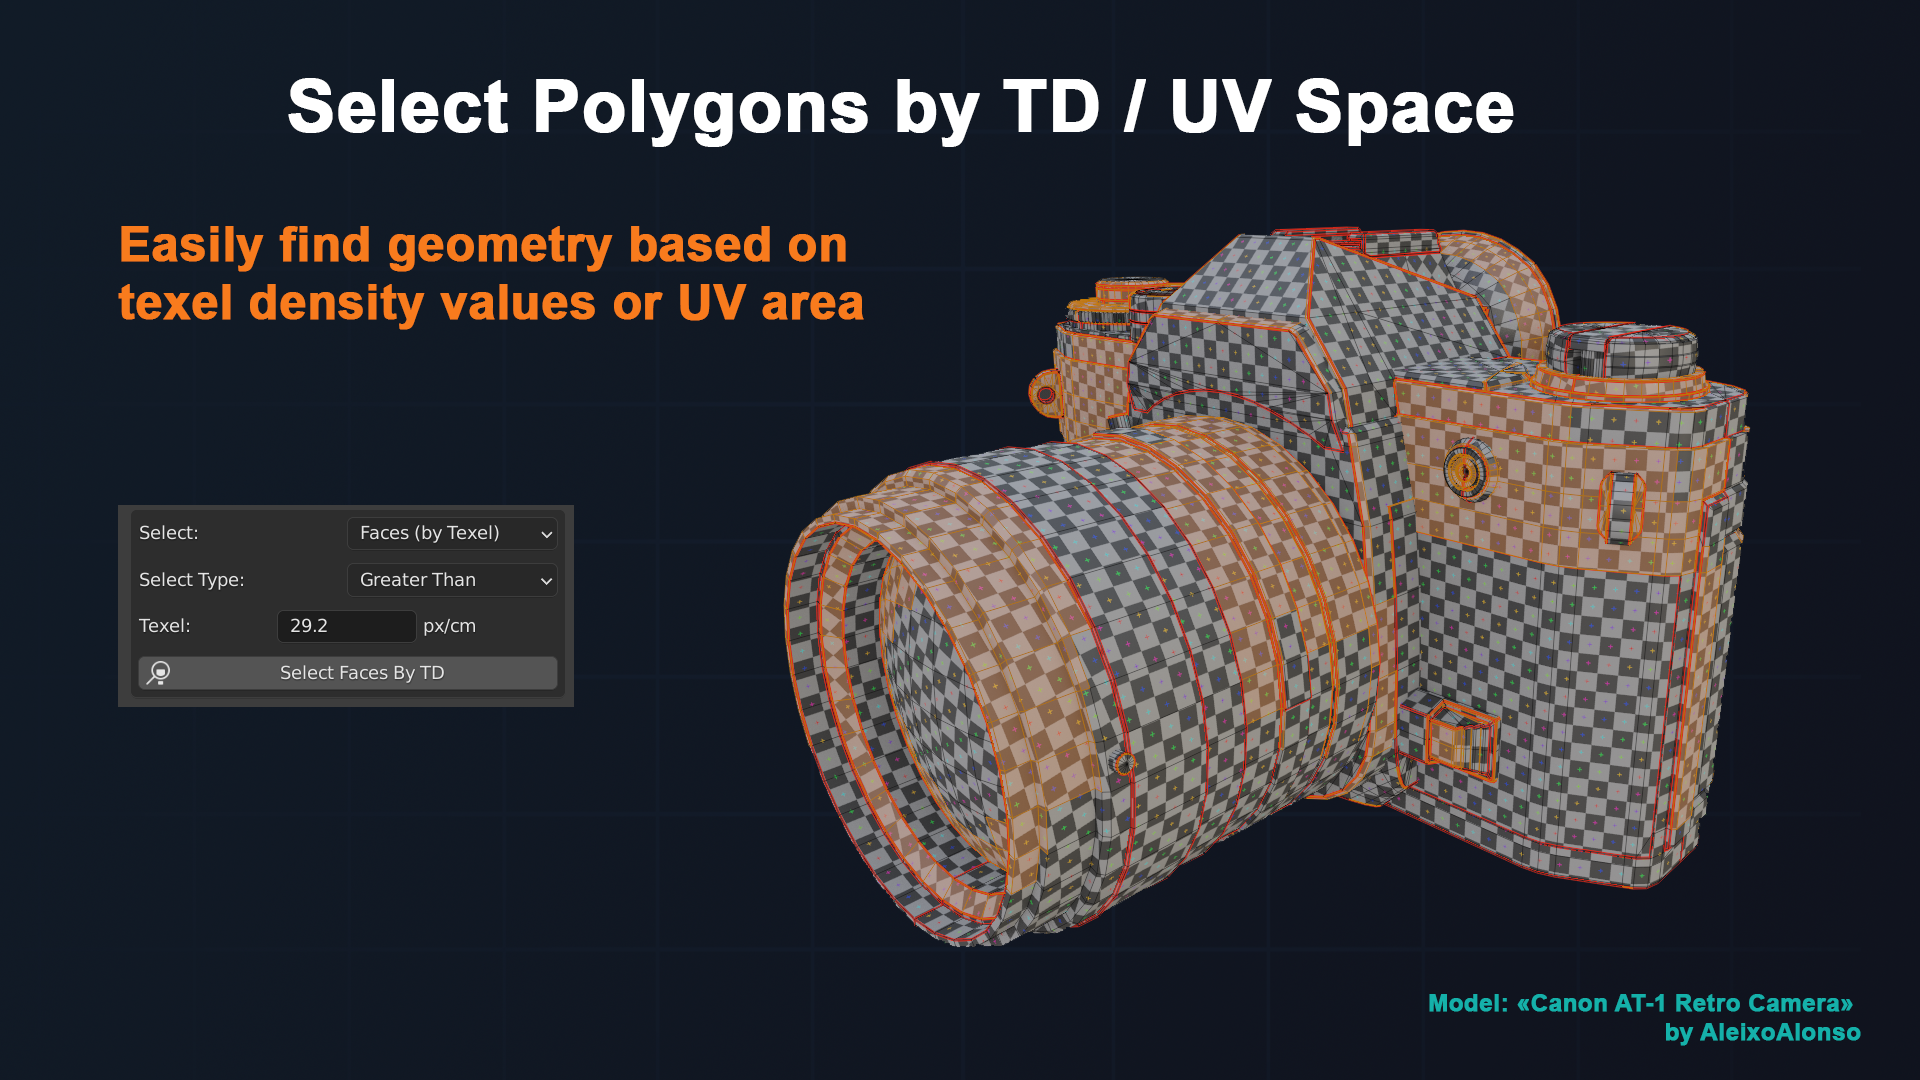 Select Polygons by TD / UV Space
Easily find geometry based on
texel density values or UV area
Select: Faces (by Texel)
Select Type: Greater Than
Texel: 29.2 px/cm
Select Faces By TD
Model: «Canon AT-1 Retro Camera»
by AleixoAlonso